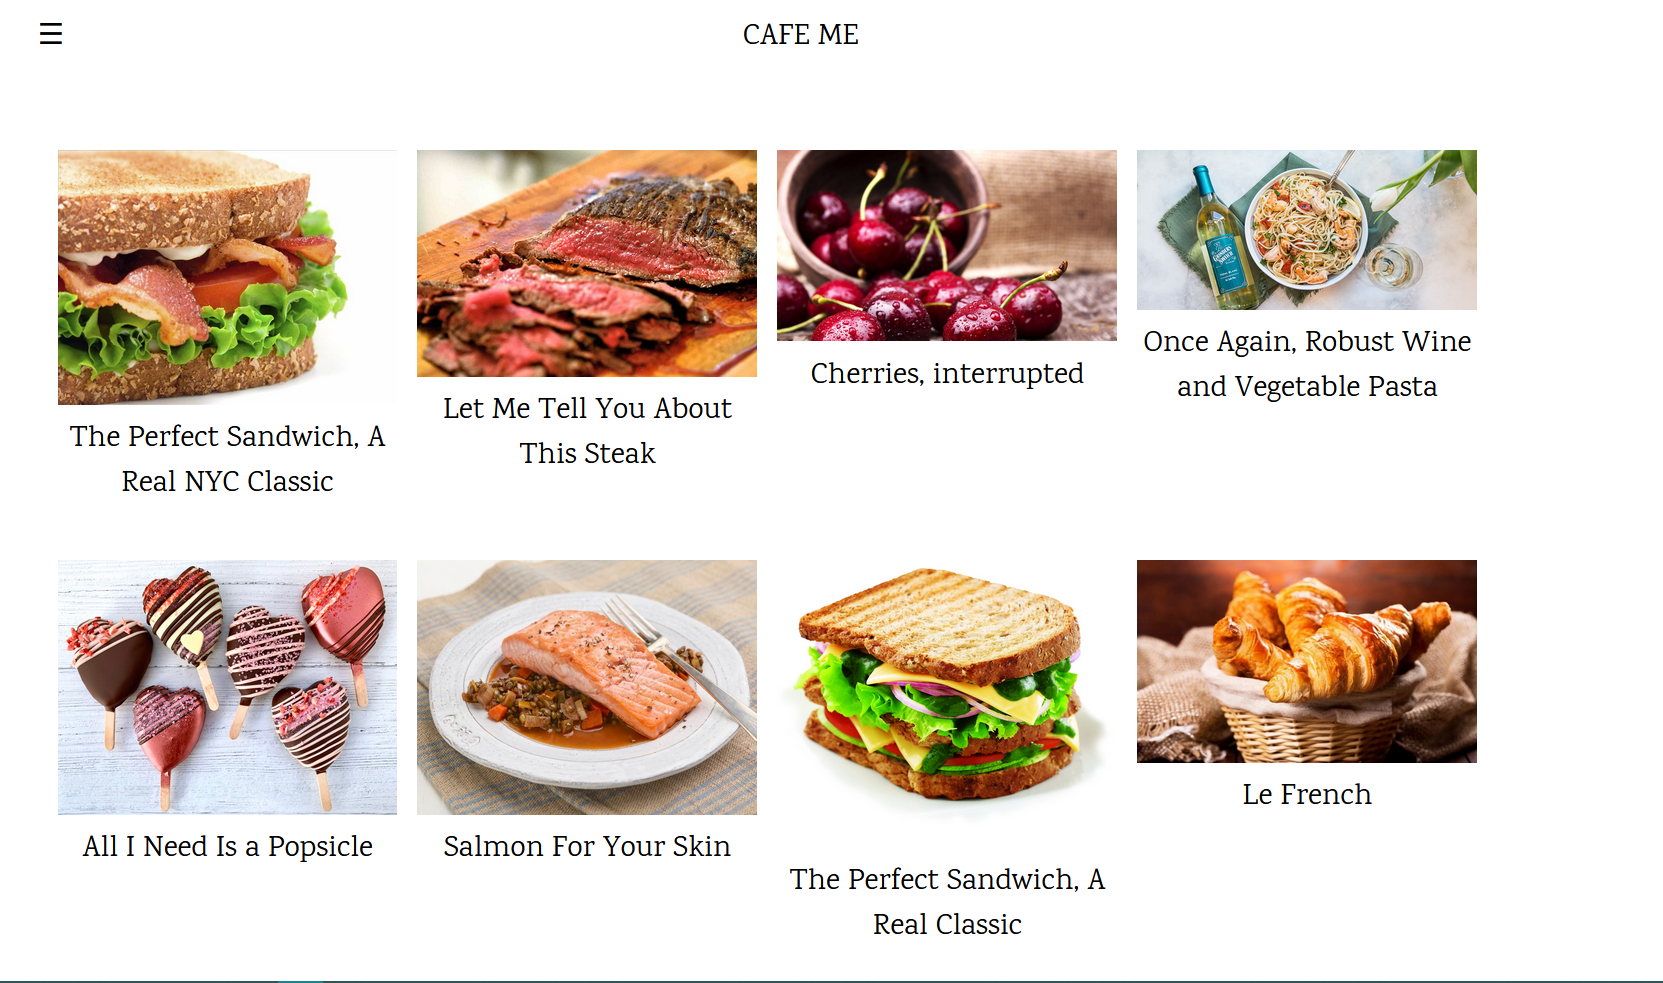 ☰
CAFE ME
The Perfect Sandwich, A
Real NYC Classic
Let Me Tell You About
This Steak
Cherries, interrupted
Once Again, Robust Wine
and Vegetable Pasta
All I Need Is a Popsicle
Salmon For Your Skin
The Perfect Sandwich, A
Real Classic
Le French